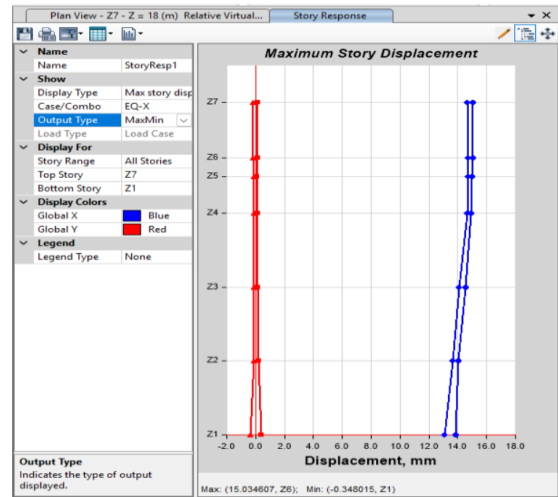 Plan View - Z7 - Z = 18 (m) Relative Virtual...
Story Response
Name
Name StoryResp1
Show
Display Type Max story disp
Case/Combo EQ-X
Output Type MaxMin
Load Type Load Case
Display For
Story Range All Stories
Top Story Z7
Bottom Story Z1
Display Colors
Global X Blue
Global Y Red
Legend
Legend Type None
Output Type
Indicates the type of output
displayed.
Maximum Story Displacement
Z7
Z6
Z5
Z4
Z3
Z2
Z1
-2.0 0.0 2.0 4.0 6.0 8.0 10.0 12.0 14.0 16.0 18.0
Displacement, mm
Max: (15.034607, Z6); Min: (-0.348015, Z1)